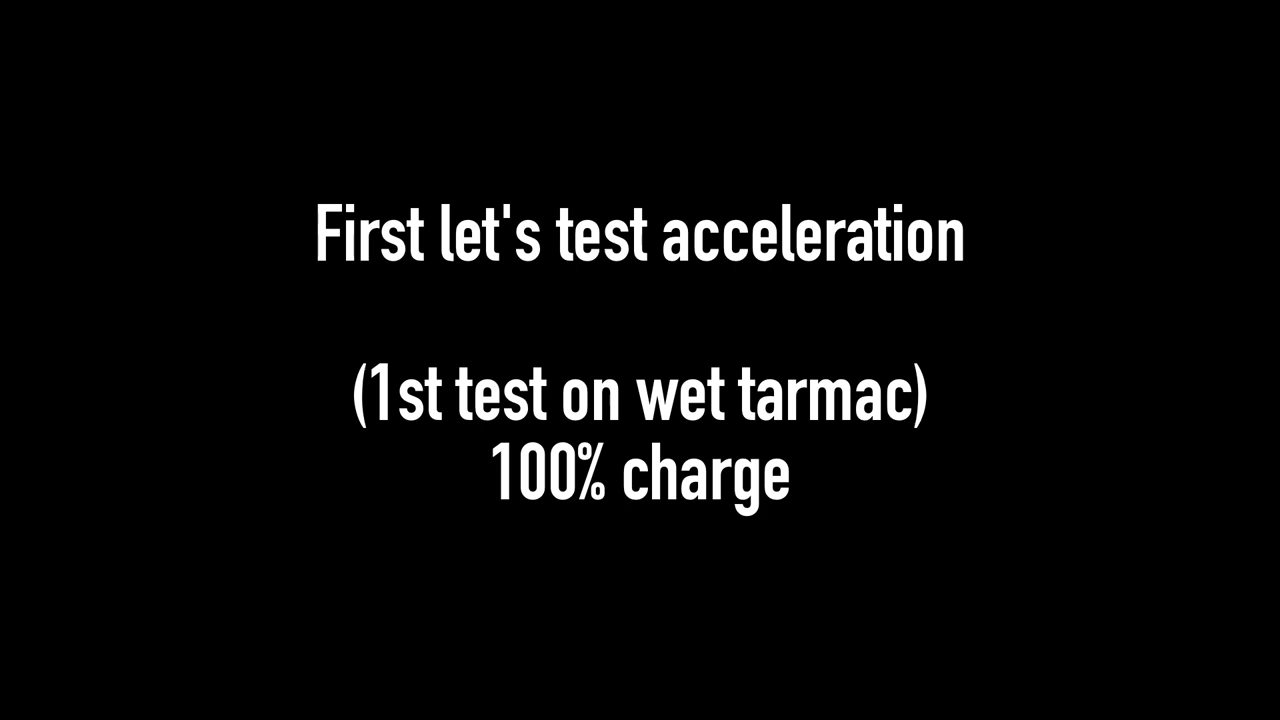 First let's test acceleration
(1st test on wet tarmac)
100% charge